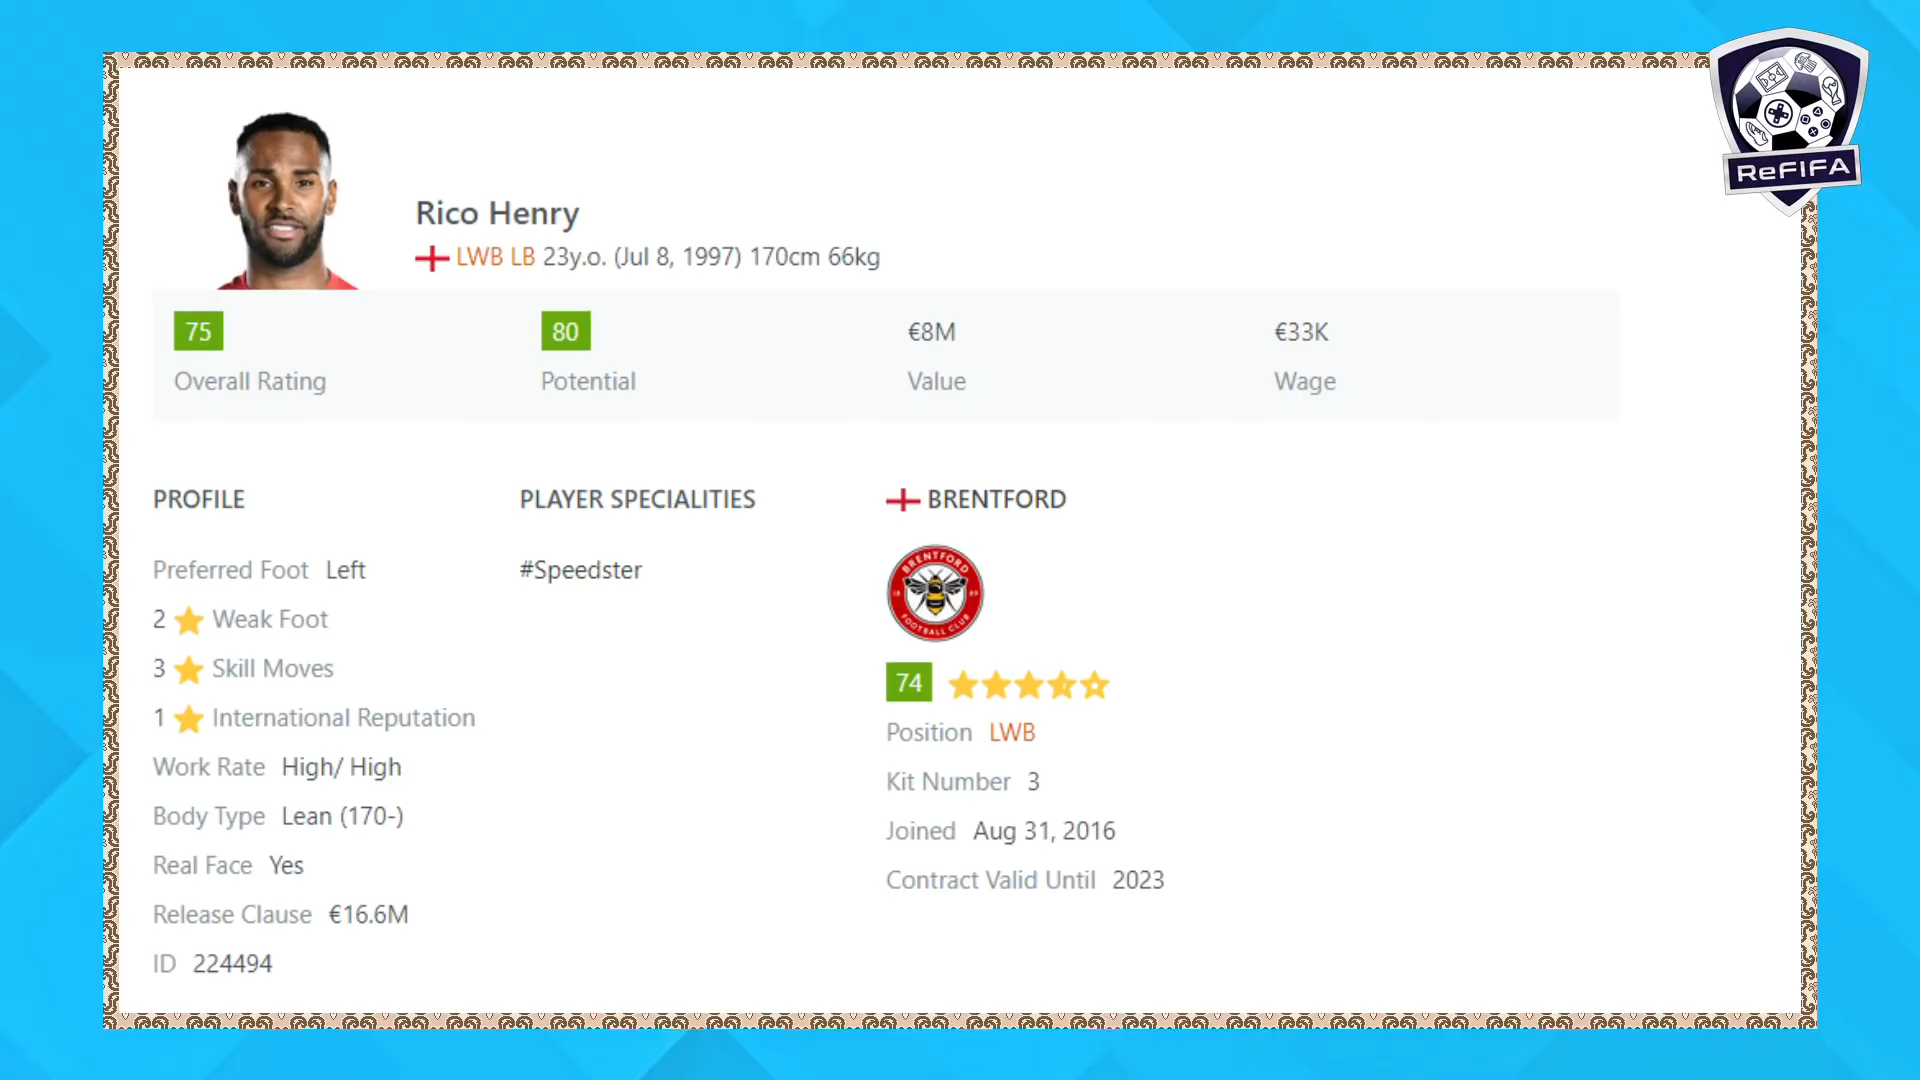 ReFIFA
Rico Henry
LWB LB 23y.o. (Jul 8, 1997) 170cm 66kg
75 80 €8M €33K
Overall Rating Potential Value Wage
PROFILE
Preferred Foot Left
2 Weak Foot
3 Skill Moves
1 International Reputation
Work Rate High/ High
Body Type Lean (170-)
Real Face Yes
Release Clause €16.6M
ID 224494
PLAYER SPECIALITIES
#Speedster
BRENTFORD
BRENTFORD
FOOTBALL CLUB
74
Position LWB
Kit Number 3
Joined Aug 31, 2016
Contract Valid Until 2023